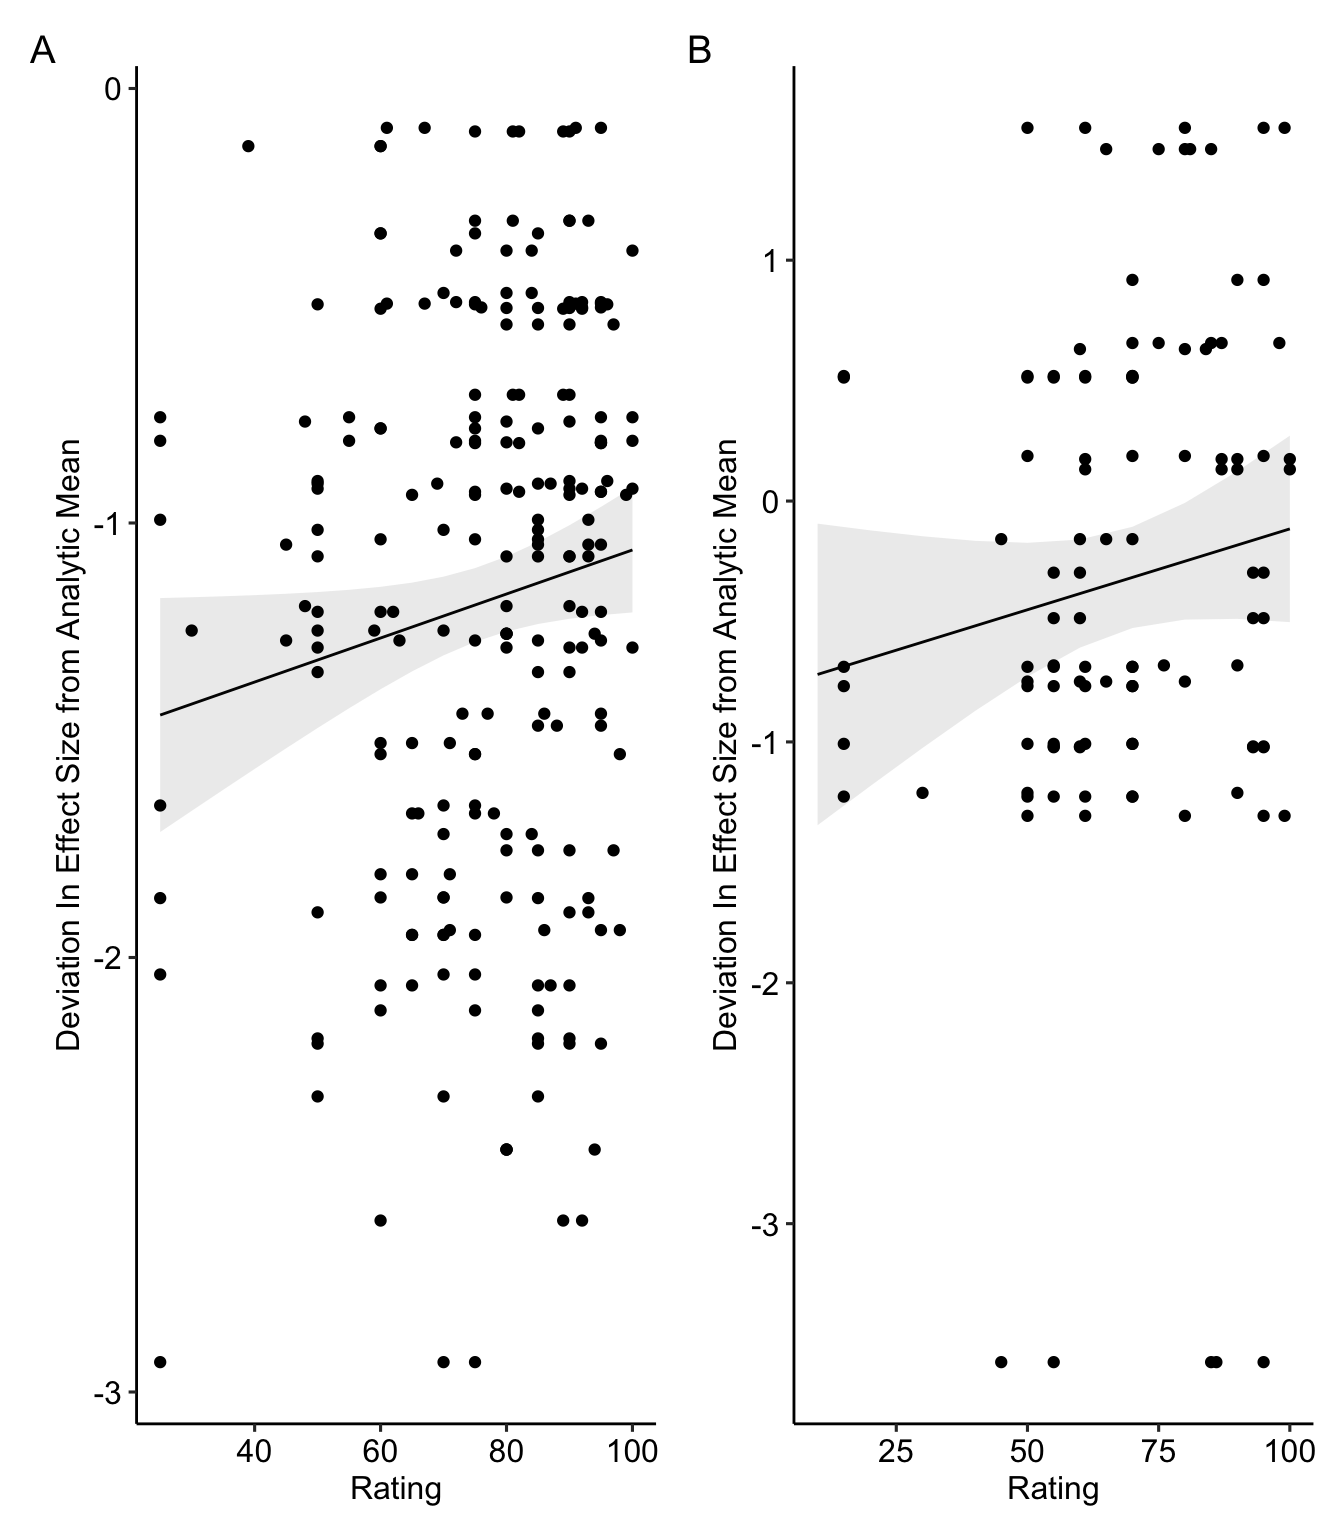 A
Deviation In Effect Size from Analytic Mean
0
-1
-2
-3
40 60 80 100
Rating
B
Deviation In Effect Size from Analytic Mean
1
0
-1
-2
-3
25 50 75 100
Rating